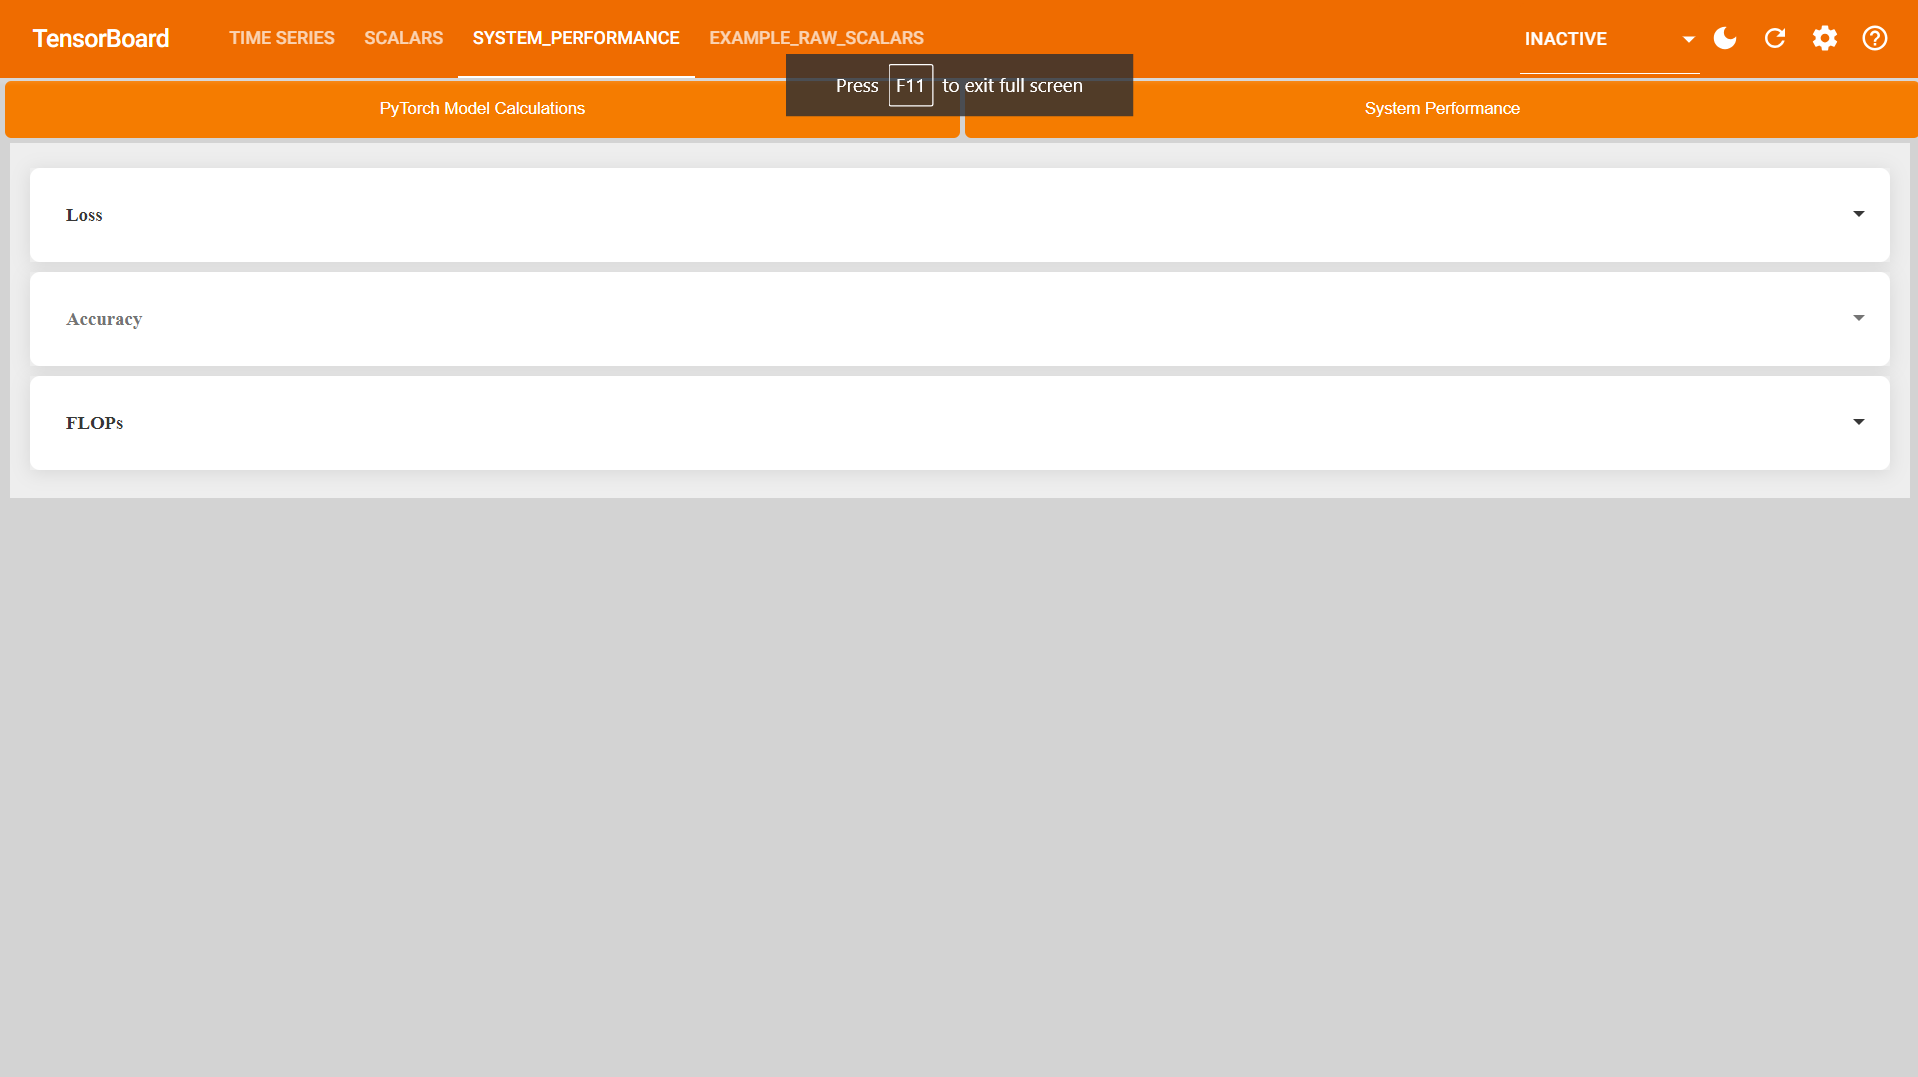 TensorBoard TIME SERIES SCALARS SYSTEM_PERFORMANCE EXAMPLE_RAW_SCALARS INACTIVE
Press F11 to exit full screen
PyTorch Model Calculations System Performance
Loss
Accuracy
FLOPs